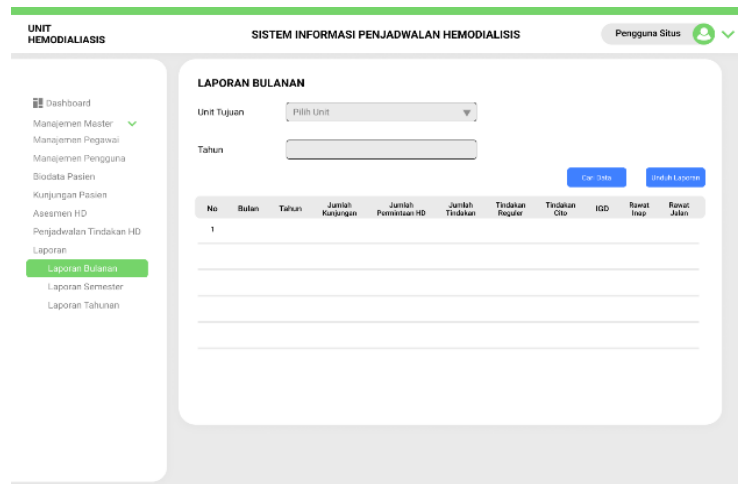 UNIT
HEMODIALIASIS
SISTEM INFORMASI PENJADWALAN HEMODIALISIS
Pengguna Situs
Dashboard
Manajemen Master
Manajemen Pegawai
Manajemen Pengguna
Biodata Pasien
Kunjungan Pasien
Asesmen HD
Penjadwalan Tindakan HD
Laporan
Laporan Bulanan
Laporan Semester
Laporan Tahunan
LAPORAN BULANAN
Unit Tujuan
Pilih Unit
Tahun
Cari Data
Unduh Laporan
No Bulan Tahun Jumlah Kunjungan Jumlah Permintaan HD Jumlah Tindakan Tindakan Reguler Tindakan Cito IGD Rawat Inap Rawat Jalan
1